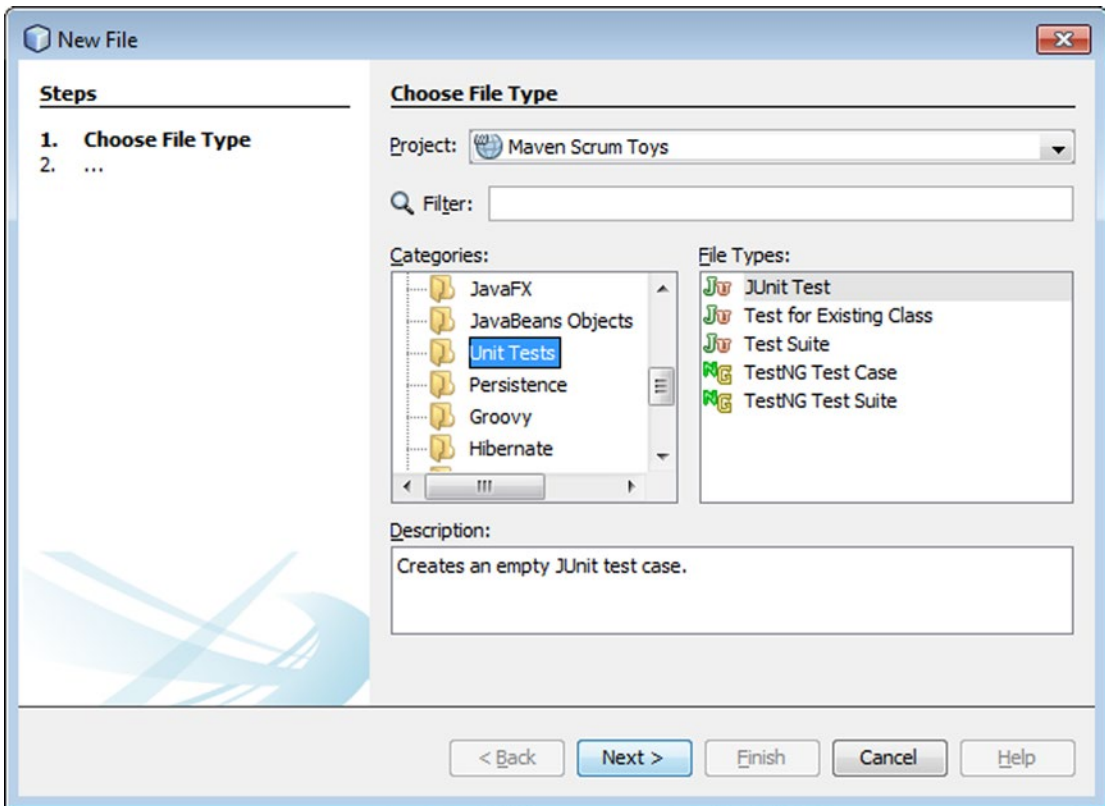 New File
Steps
1. Choose File Type
2. ...
Choose File Type
Project: Maven Scrum Toys
Filter:
Categories:
JavaFX
JavaBeans Objects
Unit Tests
Persistence
Groovy
Hibernate
File Types:
JUnit Test
Test for Existing Class
Test Suite
TestNG Test Case
TestNG Test Suite
Description:
Creates an empty JUnit test case.
< Back
Next >
Finish
Cancel
Help